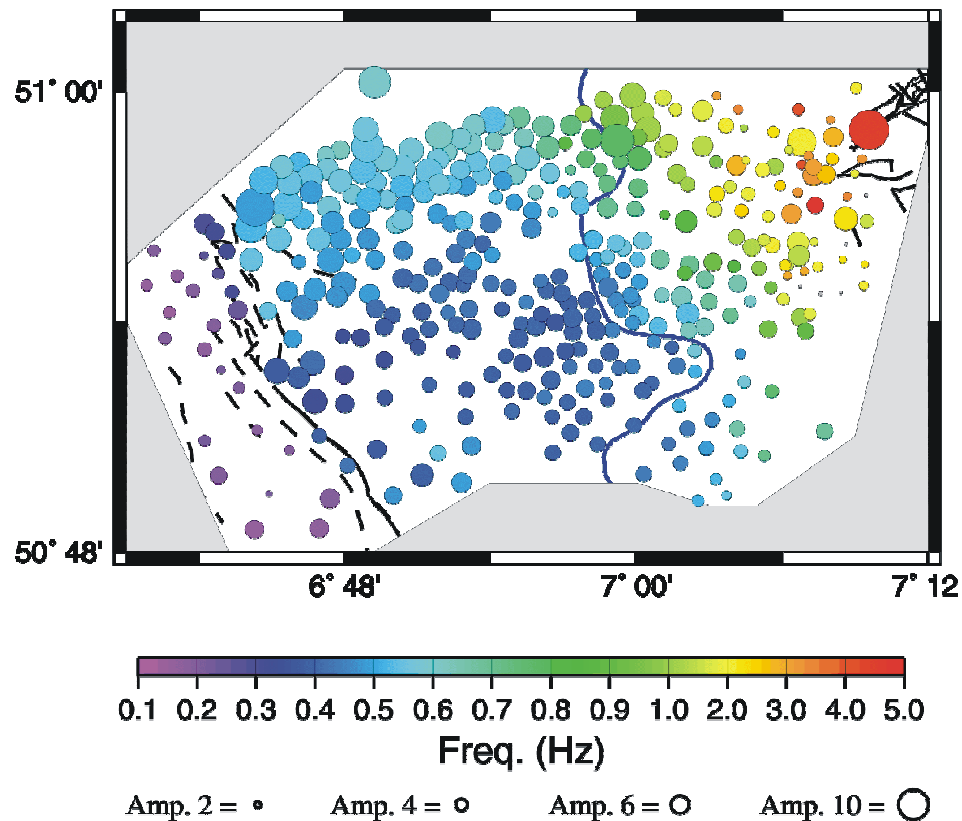 51° 00'
50° 48'
6° 48' 7° 00' 7° 12'
0.1 0.2 0.3 0.4 0.5 0.6 0.7 0.8 0.9 1.0 2.0 3.0 4.0 5.0
Freq. (Hz)
Amp. 2 = Amp. 4 = Amp. 6 = Amp. 10 =